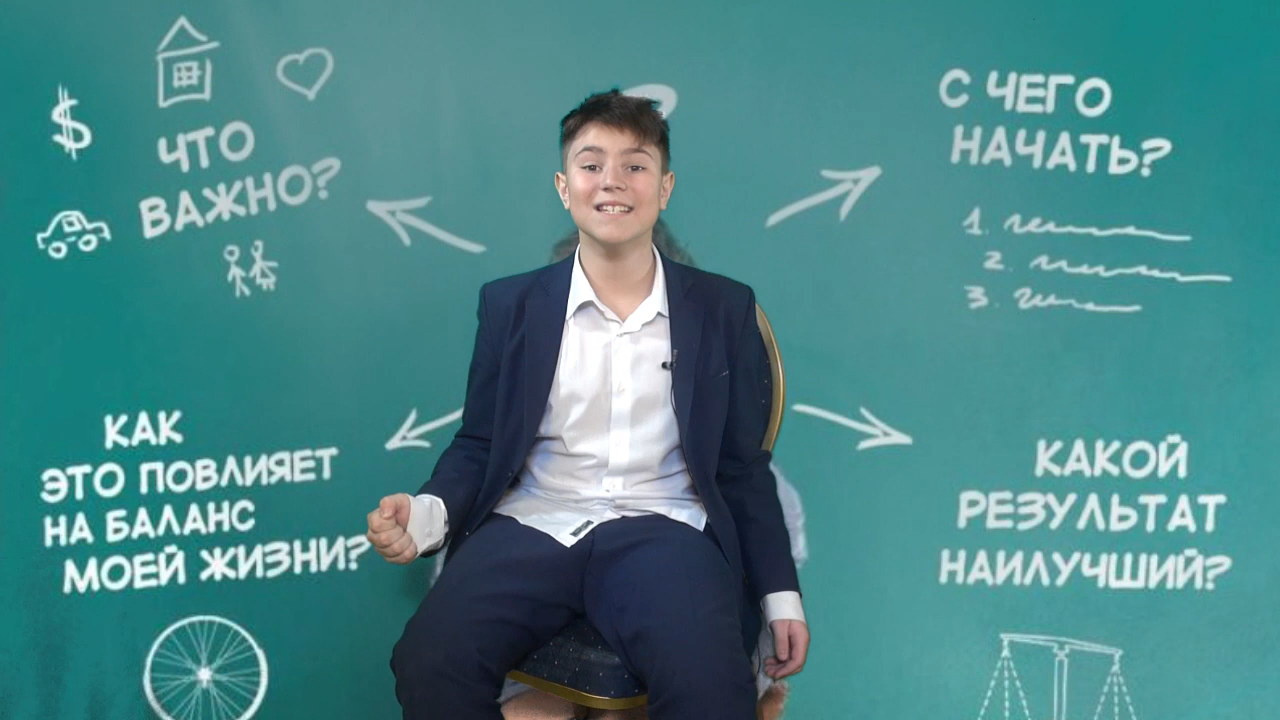 $
ЧТО
ВАЖНО?
С ЧЕГО
НАЧАТЬ?
1.
2.
3.
КАК
ЭТО ПОВЛИЯЕТ
НА БАЛАНС
МОЕЙ ЖИЗНИ?
КАКОЙ
РЕЗУЛЬТАТ
НАИЛУЧШИЙ?